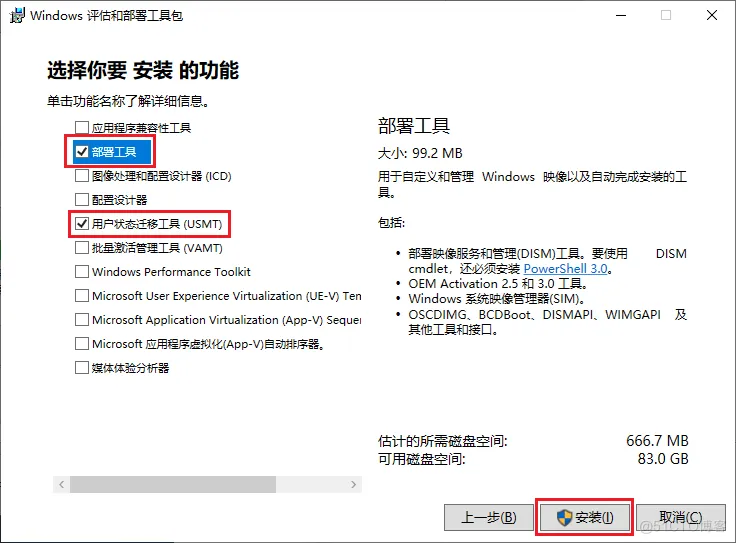 Windows 评估和部署工具包
选择你要 安装 的功能
单击功能名称了解详细信息。
应用程序兼容性工具
部署工具
图像处理和配置设计器 (ICD)
配置设计器
用户状态迁移工具 (USMT)
批量激活管理工具 (VAMT)
Windows Performance Toolkit
Microsoft User Experience Virtualization (UE-V) Ten
Microsoft Application Virtualization (App-V) Sequer
Microsoft 应用程序虚拟化(App-V)自动排序器。
媒体体验分析器
部署工具
大小: 99.2 MB
用于自定义和管理 Windows 映像以及自动完成安装的工
具。
包括:
• 部署映像服务和管理(DISM)工具。要使用 DISM
cmdlet，还必须安装 PowerShell 3.0。
• OEM Activation 2.5 和 3.0 工具。
• Windows 系统映像管理器(SIM)。
• OSCDIMG、BCDBoot、DISMAPI、WIMGAPI 及
其他工具和接口。
估计的所需磁盘空间: 666.7 MB
可用磁盘空间: 83.0 GB
上一步(B) 安装(I) 取消(C)
@51CTO博客